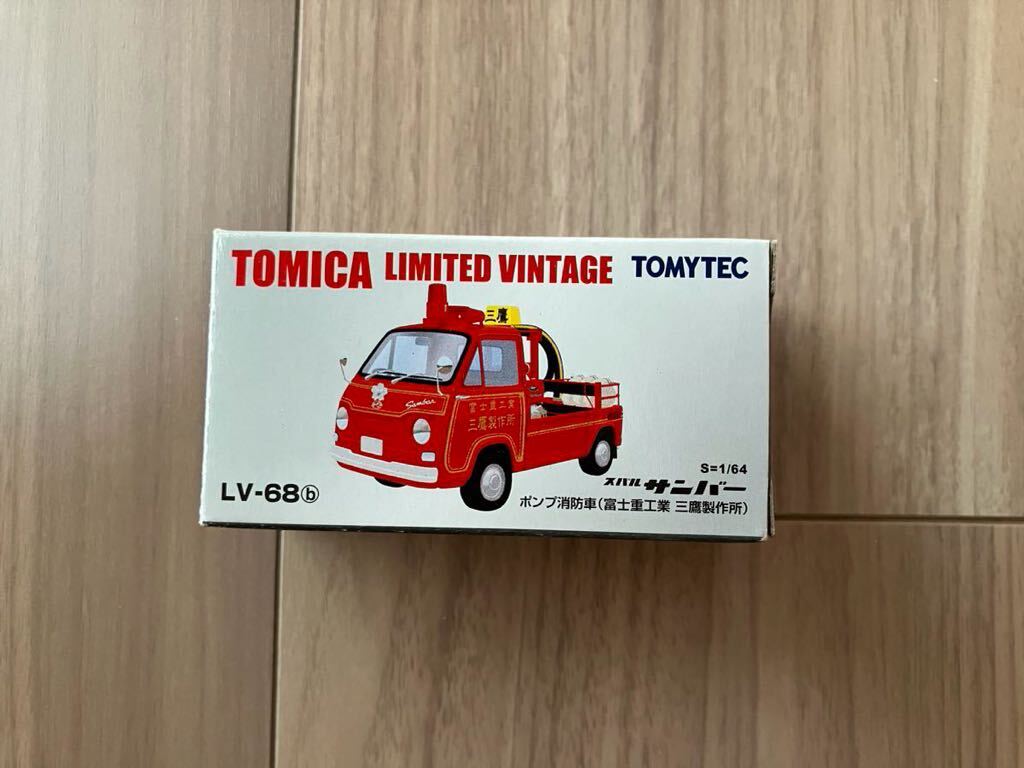 TOMICA LIMITED VINTAGE TOMYTEC
三鷹
Sambar
富士重工業
三鷹製作所
S=1/64
LV-68ⓑ
スバル サンバー
ポンプ消防車(富士重工業 三鷹製作所)